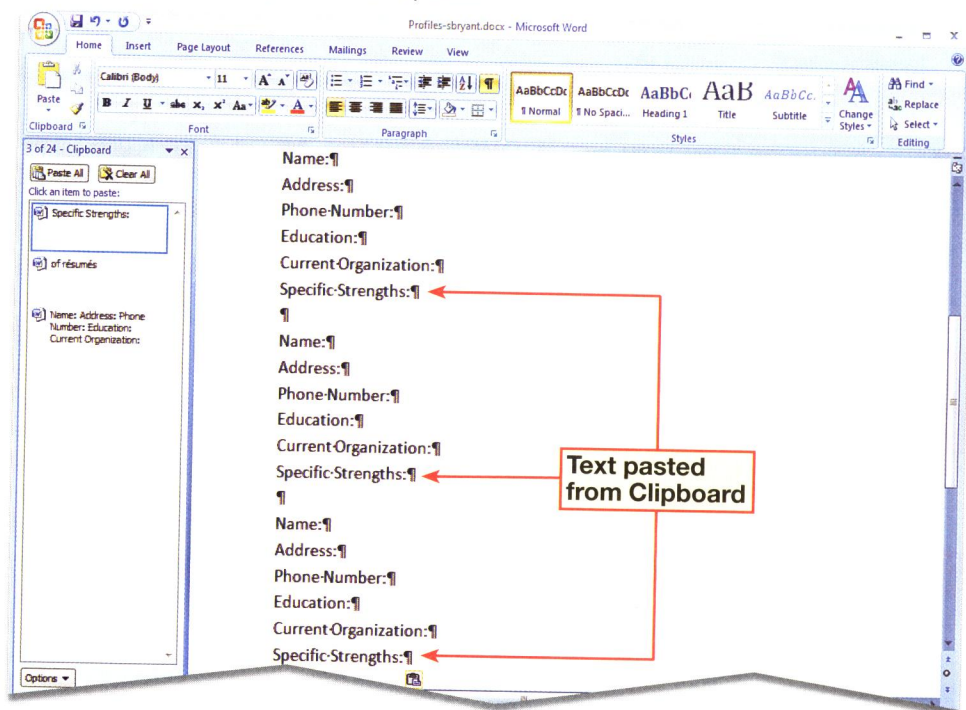 Profiles-sbryant.docx - Microsoft Word
Home Insert Page Layout References Mailings Review View
Paste
Calibri (Body) 11 A A Aa
B I U abc x, x² Aa A
AaBbCcDc AaBbCcDc AaBbC AaB AaBbCc.
¶ Normal ¶ No Spaci... Heading 1 Title Subtitle
Change Styles
Find
Replace
Select
Clipboard Font Paragraph Styles Editing
3 of 24 - Clipboard
Paste All Clear All
Click an item to paste:
Specific Strengths:
of résumés
Name: Address: Phone
Number: Education:
Current Organization:
Options
Name:¶
Address:¶
Phone·Number:¶
Education:¶
Current·Organization:¶
Specific·Strengths:¶
¶
Name:¶
Address:¶
Phone·Number:¶
Education:¶
Current·Organization:¶
Specific·Strengths:¶
¶
Name:¶
Address:¶
Phone·Number:¶
Education:¶
Current·Organization:¶
Specific·Strengths:¶
Text pasted
from Clipboard